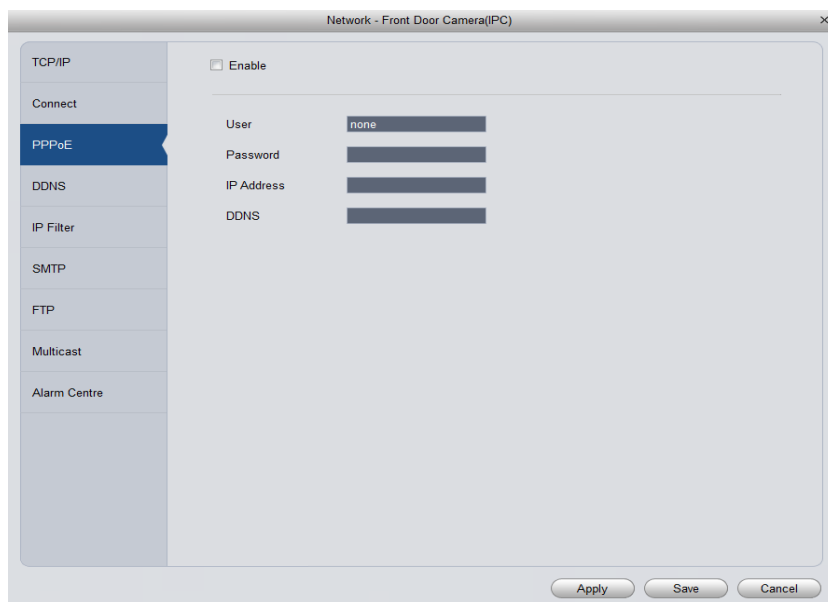 Network - Front Door Camera(IPC)
TCP/IP
Connect
PPPoE
DDNS
IP Filter
SMTP
FTP
Multicast
Alarm Centre
Enable
User none
Password
IP Address
DDNS
Apply Save Cancel